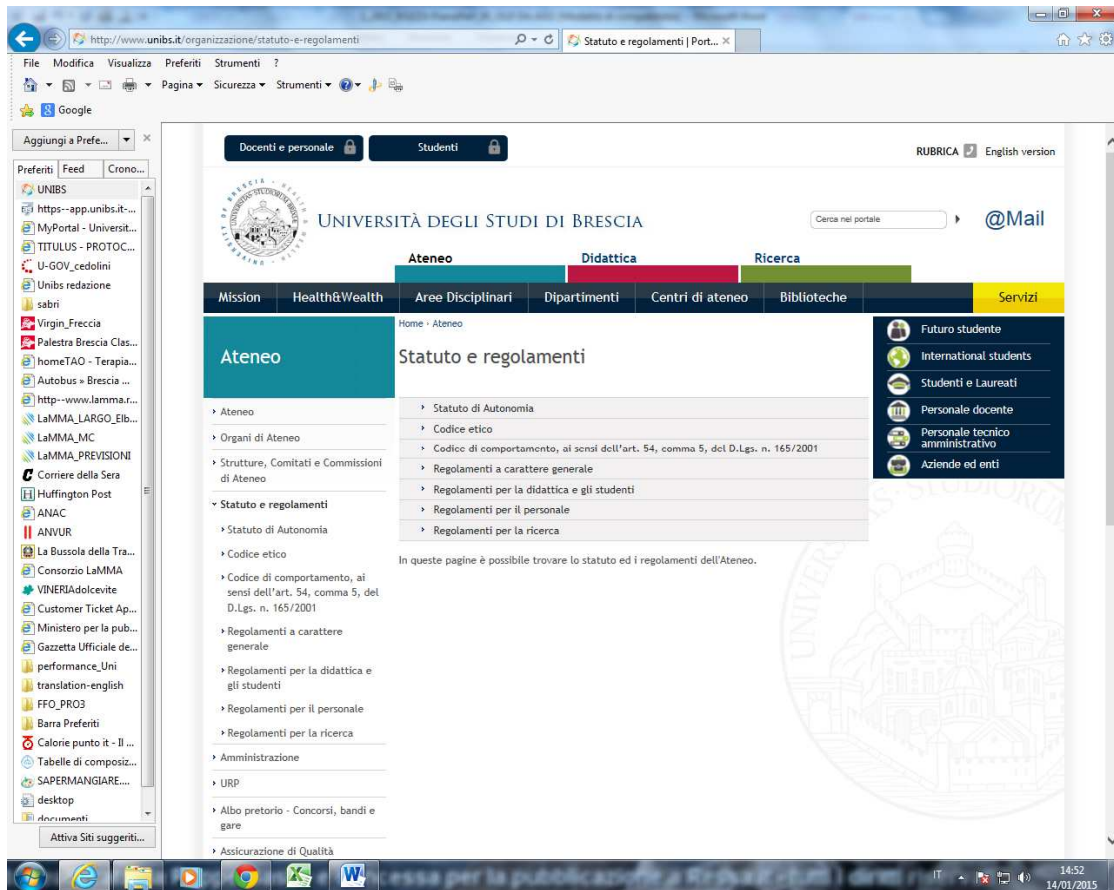 http://www.unibs.it/organizzazione/statuto-e-regolamenti
Statuto e regolamenti | Port...
File Modifica Visualizza Preferiti Strumenti ?
Pagina Sicurezza Strumenti
Google
Aggiungi a Prefe...
Preferiti Feed Crono...
UNIBS
https--app.unibs.it-...
MyPortal - Universit...
TITULUS - PROTOC...
U-GOV_cedolini
Unibs redazione
sabri
Virgin_Freccia
Palestra Brescia Clas...
homeTAO - Terapia...
Autobus » Brescia ...
http--www.lamma.r...
LaMMA_LARGO_Elb...
LaMMA_MC
LaMMA_PREVISIONI
Corriere della Sera
Huffington Post
ANAC
ANVUR
La Bussola della Tra...
Consorzio LaMMA
VINERIAdolcevite
Customer Ticket Ap...
Ministero per la pub...
Gazzetta Ufficiale de...
performance_Uni
translation-english
FFO_PRO3
Barra Preferiti
Calorie punto it - Il ...
Tabelle di composiz...
SAPERMANGIARE....
desktop
documenti
Attiva Siti suggeriti...
Docenti e personale
Studenti
RUBRICA English version
UNIVERSITÀ DEGLI STUDI DI BRESCIA
Cerca nel portale
@Mail
Ateneo Didattica Ricerca
Mission Health&Wealth Aree Disciplinari Dipartimenti Centri di ateneo Biblioteche Servizi
Ateneo
Ateneo
Organi di Ateneo
Strutture, Comitati e Commissioni
di Ateneo
Statuto e regolamenti
Statuto di Autonomia
Codice etico
Codice di comportamento, ai
sensi dell'art. 54, comma 5, del
D.Lgs. n. 165/2001
Regolamenti a carattere
generale
Regolamenti per la didattica e
gli studenti
Regolamenti per il personale
Regolamenti per la ricerca
Amministrazione
URP
Albo pretorio - Concorsi, bandi e
gare
Assicurazione di Qualità
Home › Ateneo
Statuto e regolamenti
Statuto di Autonomia
Codice etico
Codice di comportamento, ai sensi dell'art. 54, comma 5, del D.Lgs. n. 165/2001
Regolamenti a carattere generale
Regolamenti per la didattica e gli studenti
Regolamenti per il personale
Regolamenti per la ricerca
In queste pagine è possibile trovare lo statuto ed i regolamenti dell'Ateneo.
Futuro studente
International students
Studenti e Laureati
Personale docente
Personale tecnico
amministrativo
Aziende ed enti
IT
14:52
14/01/2015